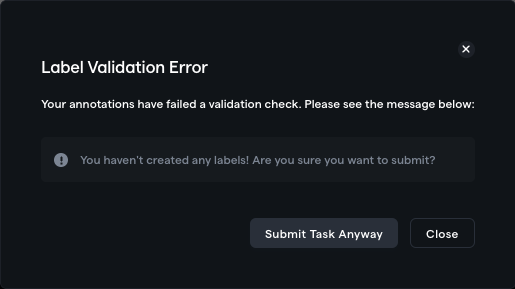 Label Validation Error
Your annotations have failed a validation check. Please see the message below:
You haven't created any labels! Are you sure you want to submit?
Submit Task Anyway
Close